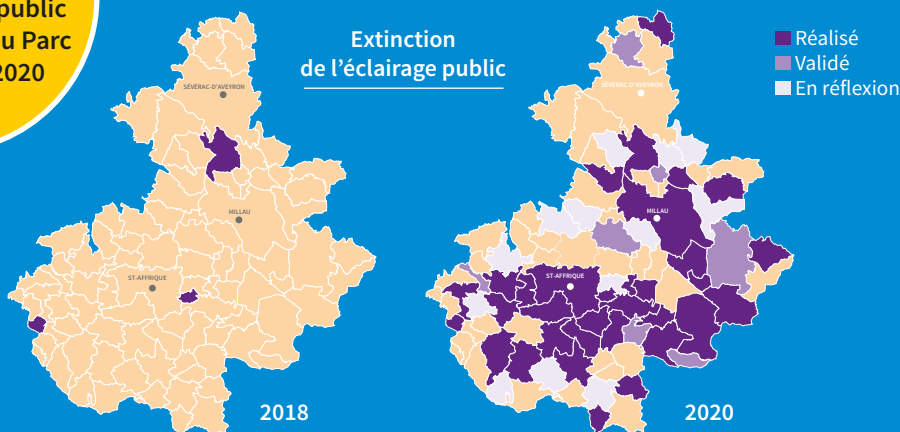 public
u Parc
2020
Extinction
de l'éclairage public
Réalisé
Validé
En réflexion
SÉVÉRAC-D'AVEYRON
MILLAU
ST-AFFRIQUE
2018
SÉVÉRAC-D'AVEYRON
MILLAU
ST-AFFRIQUE
2020